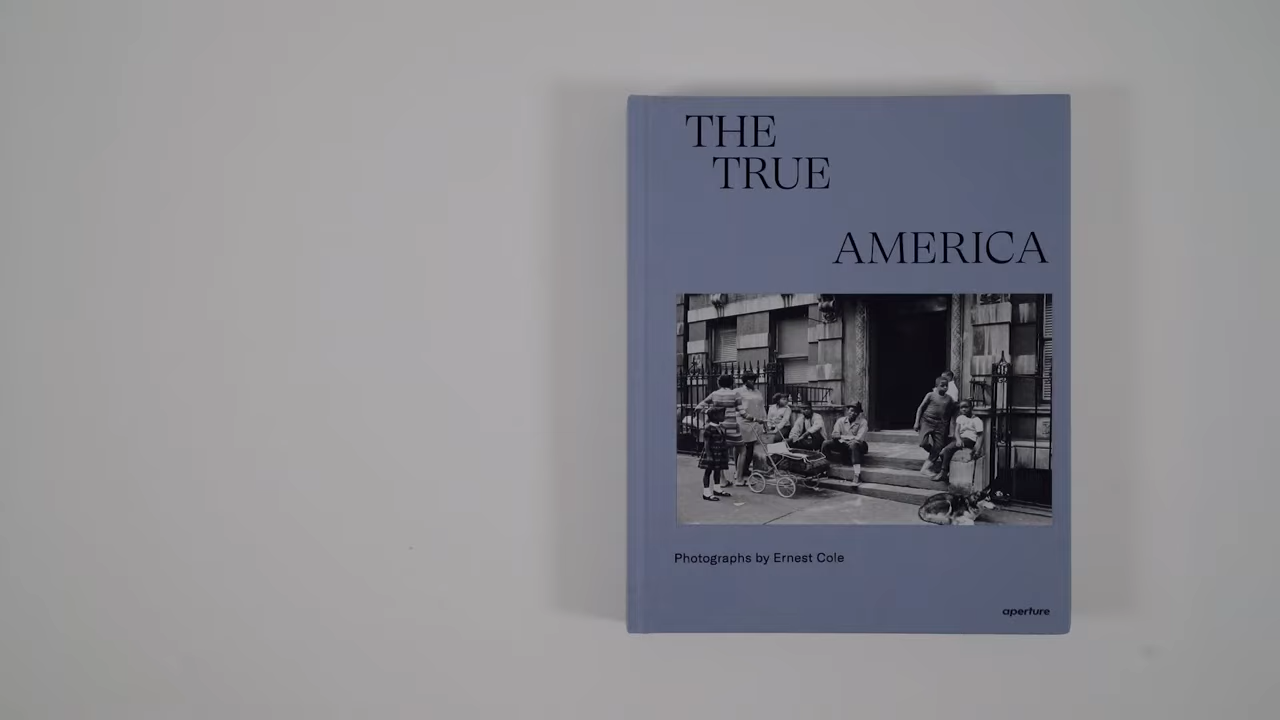 THE
TRUE
AMERICA
Photographs by Ernest Cole
aperture